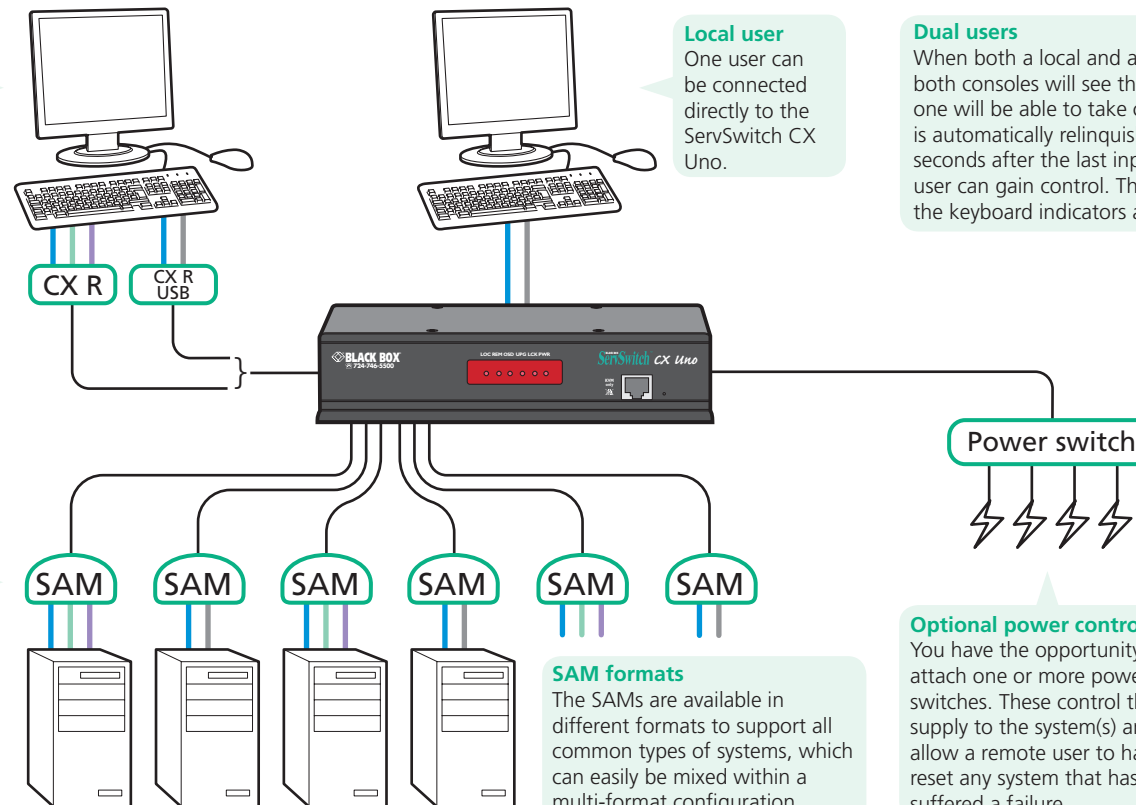 Local user
One user can
be connected
directly to the
ServSwitch CX
Uno.
Dual users
When both a local and a
both consoles will see th
one will be able to take
is automatically relinquis
seconds after the last inp
user can gain control. Th
the keyboard indicators a
CX R
CX R
USB
BLACK BOX
724-746-5500
LOC REM OSD UPG LCK PWR
ServSwitch CX Uno
Power switch
SAM
SAM
SAM
SAM
SAM
SAM
SAM formats
The SAMs are available in
different formats to support all
common types of systems, which
can easily be mixed within a
multi-format configuration
Optional power contro
You have the opportunity
attach one or more powe
switches. These control th
supply to the system(s) an
allow a remote user to ha
reset any system that has
suffered a failure